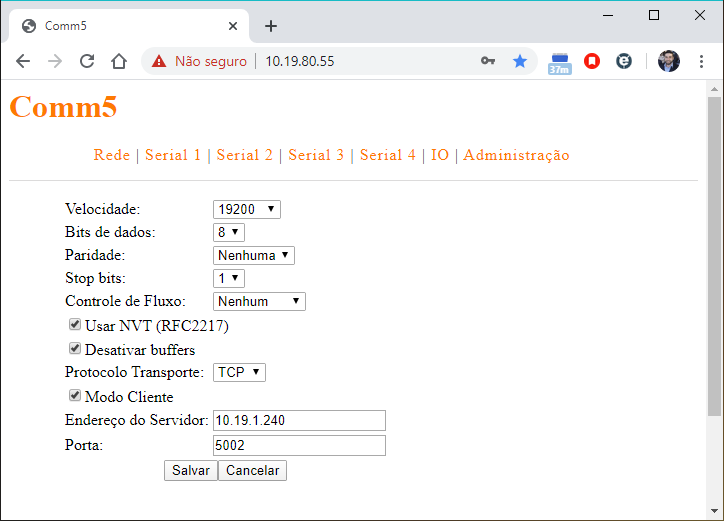 Comm5
Não seguro | 10.19.80.55
37m
Comm5
Rede | Serial 1 | Serial 2 | Serial 3 | Serial 4 | IO | Administração
Velocidade: 19200
Bits de dados: 8
Paridade: Nenhuma
Stop bits: 1
Controle de Fluxo: Nenhum
Usar NVT (RFC2217)
Desativar buffers
Protocolo Transporte: TCP
Modo Cliente
Endereço do Servidor: 10.19.1.240
Porta: 5002
Salvar Cancelar